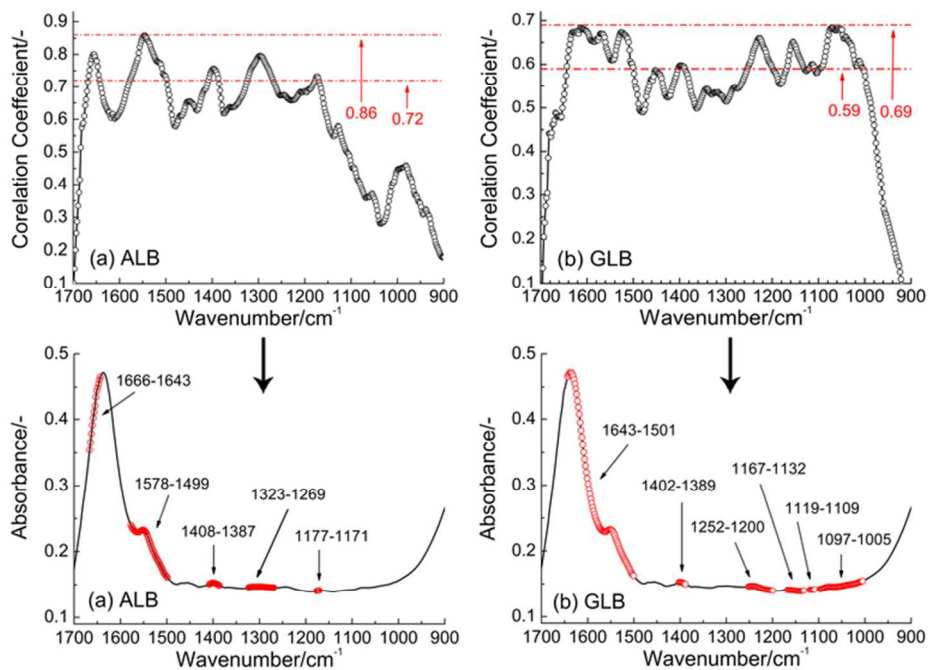 Corelation Coeffecient/-
0.9
0.8
0.7
0.6
0.5
0.4
0.3
0.2
0.1
0.86
0.72
(a) ALB
1700 1600 1500 1400 1300 1200 1100 1000 900
Wavenumber/cm-1
Corelation Coeffecient/-
0.7
0.6
0.5
0.4
0.3
0.2
0.1
0.59
0.69
(b) GLB
1700 1600 1500 1400 1300 1200 1100 1000 900
Wavenumber/cm-1
Absorbance/-
0.5
0.4
0.3
0.2
0.1
1666-1643
1578-1499
1408-1387
1323-1269
1177-1171
(a) ALB
1700 1600 1500 1400 1300 1200 1100 1000 900
Wavenumber/cm-1
Absorbance/-
0.5
0.4
0.3
0.2
0.1
1643-1501
1402-1389
1252-1200
1167-1132
1119-1109
1097-1005
(b) GLB
1700 1600 1500 1400 1300 1200 1100 1000 900
Wavenumber/cm-1